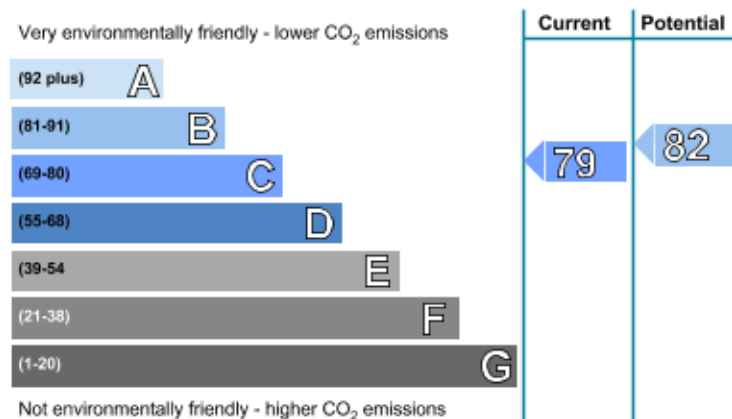 Very environmentally friendly - lower CO₂ emissions
Current
Potential
(92 plus) A
(81-91) B
(69-80) C
79
82
(55-68) D
(39-54 E
(21-38) F
(1-20) G
Not environmentally friendly - higher CO₂ emissions